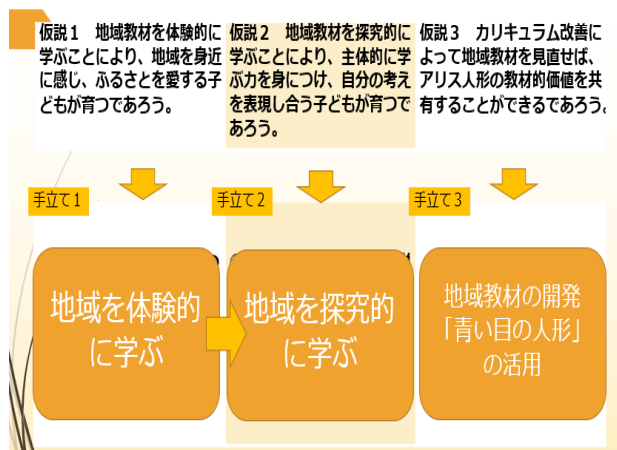 仮説1　地域教材を体験的に
学ぶことにより、地域を身近
に感じ、ふるさとを愛する子
どもが育つであろう。
仮説2　地域教材を探究的に
学ぶことにより、主体的に学
ぶ力を身につけ、自分の考え
を表現し合う子どもが育つで
あろう。
仮説3　カリキュラム改善に
よって地域教材を見直せば、
アリス人形の教材的価値を共
有することができるであろう。
手立て1
手立て2
手立て3
地域を体験的
に学ぶ
地域を探究的
に学ぶ
地域教材の開発
「青い目の人形」
の活用